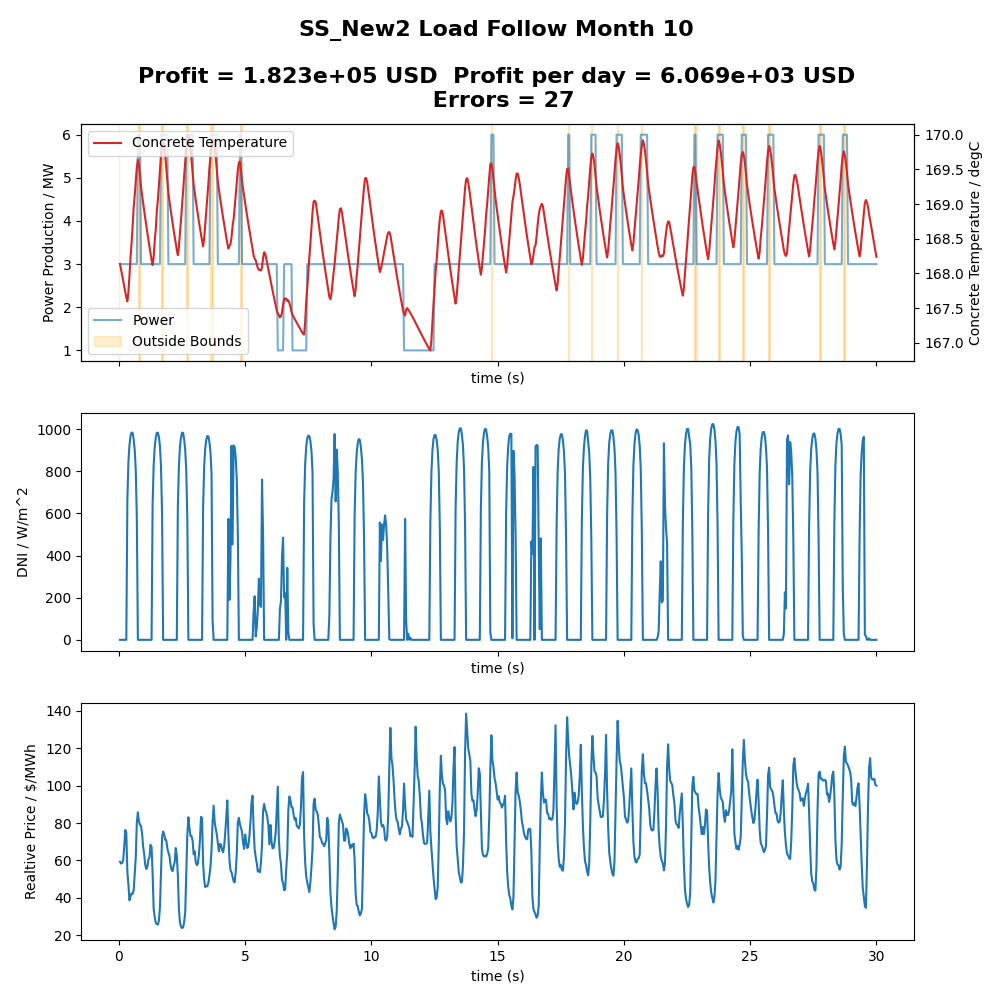 SS_New2 Load Follow Month 10
Profit = 1.823e+05 USD  Profit per day = 6.069e+03 USD
Errors = 27
Concrete Temperature
Power
Outside Bounds
Power Production / MW
6
5
4
3
2
1
170.0
169.5
169.0
168.5
168.0
167.5
167.0
Concrete Temperature / degC
time (s)
DNI / W/m^2
1000
800
600
400
200
0
time (s)
Realtive Price / $/MWh
140
120
100
80
60
40
20
0 5 10 15 20 25 30
time (s)